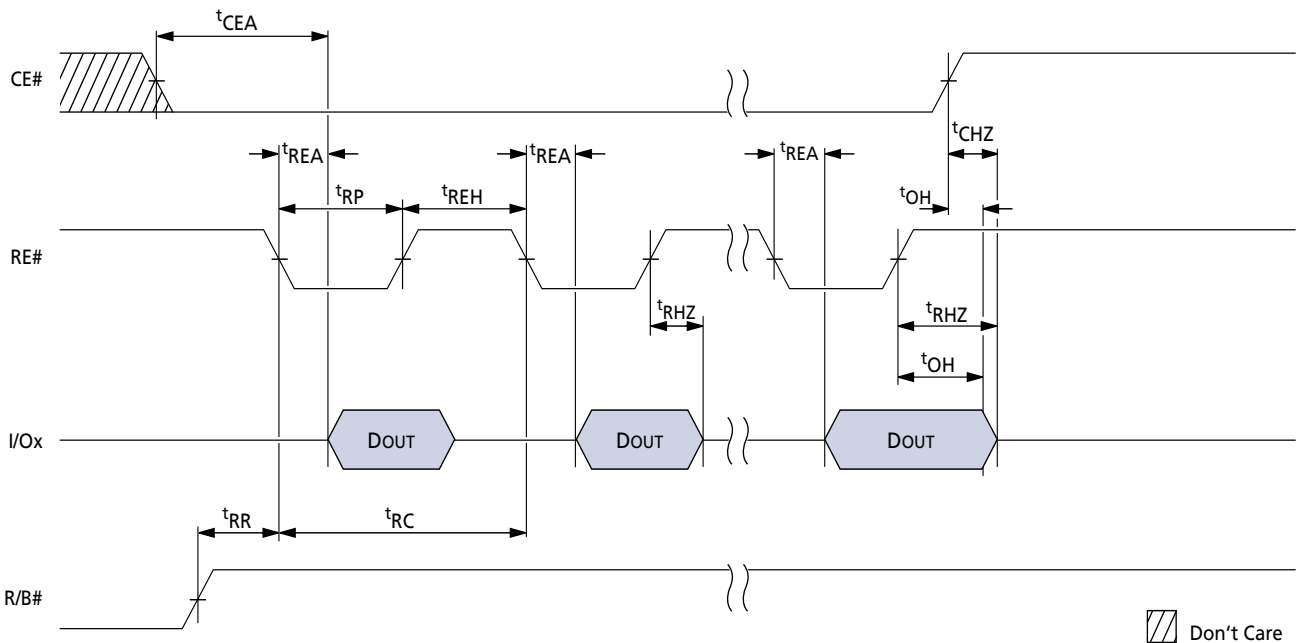 tCEA
CE#
tCHZ
tREA tREA tREA
tOH
tRP tREH
RE#
tRHZ tRHZ
tOH
I/Ox DOUT DOUT DOUT
tRR tRC
R/B#
Don't Care